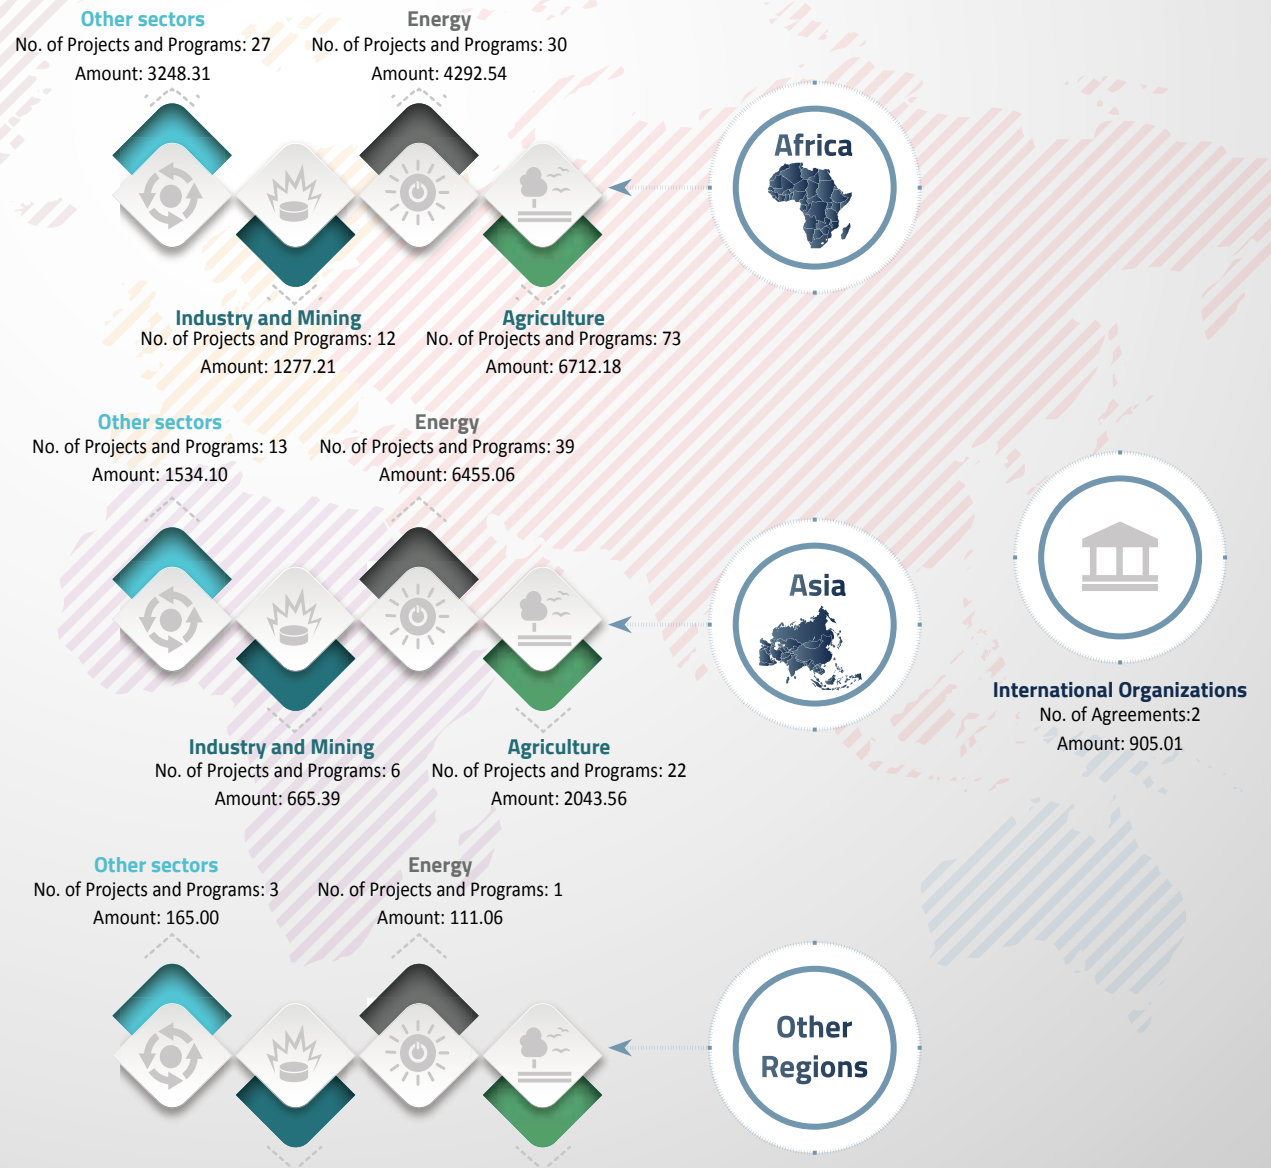 Other sectors
No. of Projects and Programs: 27
Amount: 3248.31
Energy
No. of Projects and Programs: 30
Amount: 4292.54
Africa
Industry and Mining
No. of Projects and Programs: 12
Amount: 1277.21
Agriculture
No. of Projects and Programs: 73
Amount: 6712.18
Other sectors
No. of Projects and Programs: 13
Amount: 1534.10
Energy
No. of Projects and Programs: 39
Amount: 6455.06
Asia
Industry and Mining
No. of Projects and Programs: 6
Amount: 665.39
Agriculture
No. of Projects and Programs: 22
Amount: 2043.56
International Organizations
No. of Agreements:2
Amount: 905.01
Other sectors
No. of Projects and Programs: 3
Amount: 165.00
Energy
No. of Projects and Programs: 1
Amount: 111.06
Other
Regions